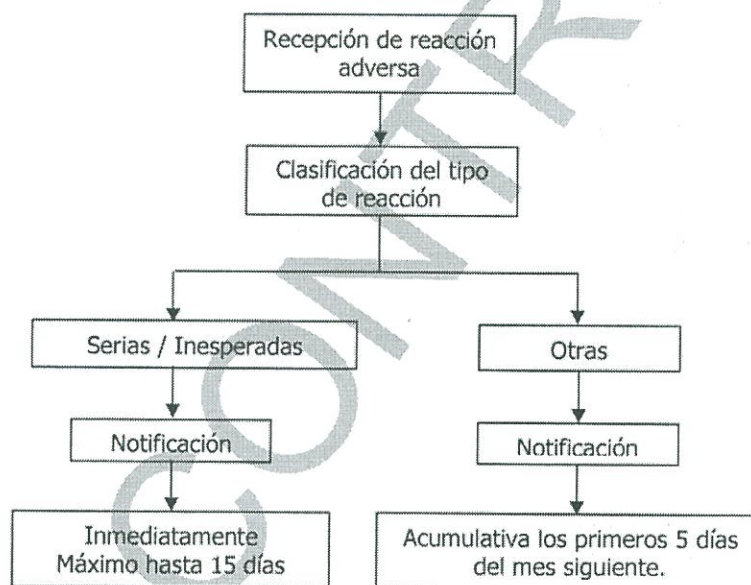 Recepción de reacción
adversa
Clasificación del tipo
de reacción
Serias / Inesperadas
Otras
Notificación
Notificación
Inmediatamente
Máximo hasta 15 días
Acumulativa los primeros 5 días
del mes siguiente.
CONTR